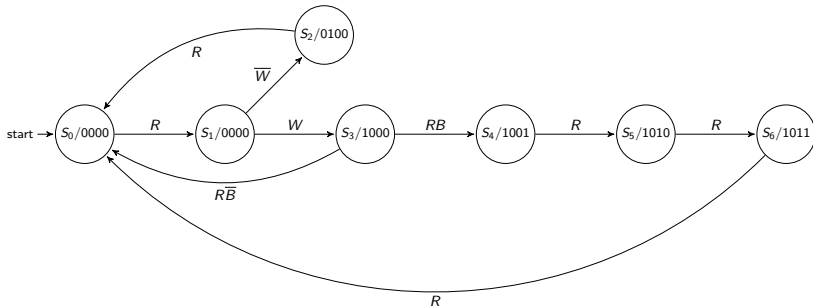 S₂/0100
R
W̅
start
S₀/0000
R
S₁/0000
W
S₃/1000
RB
S₄/1001
R
S₅/1010
R
S₆/1011
RB̅
R